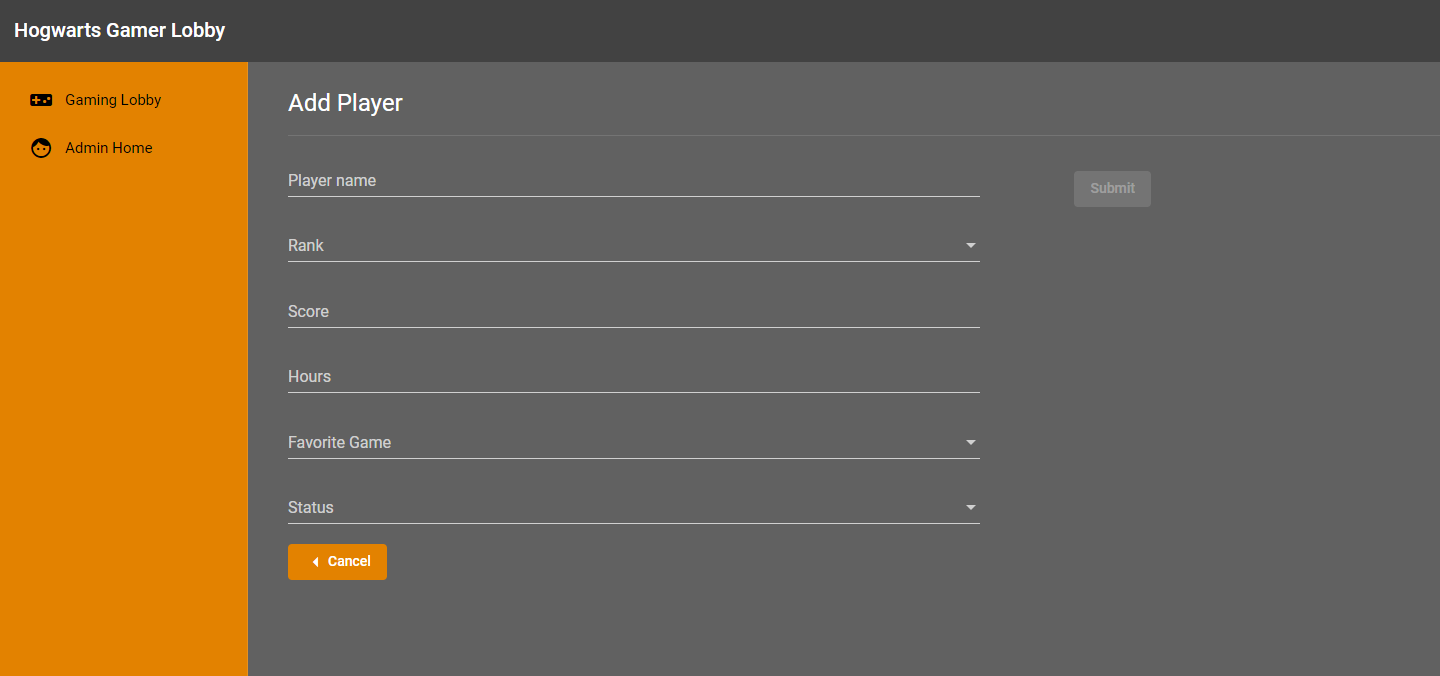 Hogwarts Gamer Lobby
Gaming Lobby
Admin Home
Add Player
Player name
Submit
Rank
Score
Hours
Favorite Game
Status
Cancel